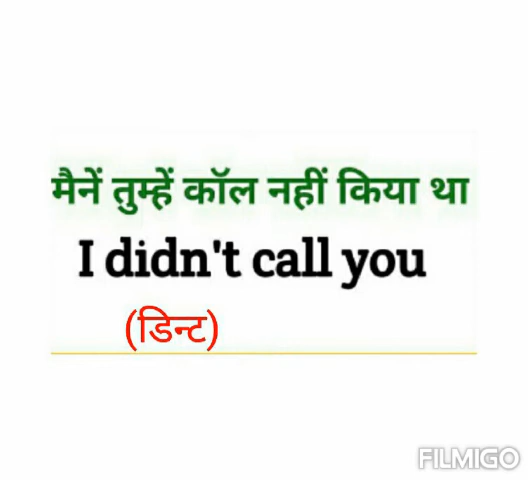 मैनें तुम्हें कॉल नहीं किया था
I didn't call you
(डिन्ट)
FILMIGO